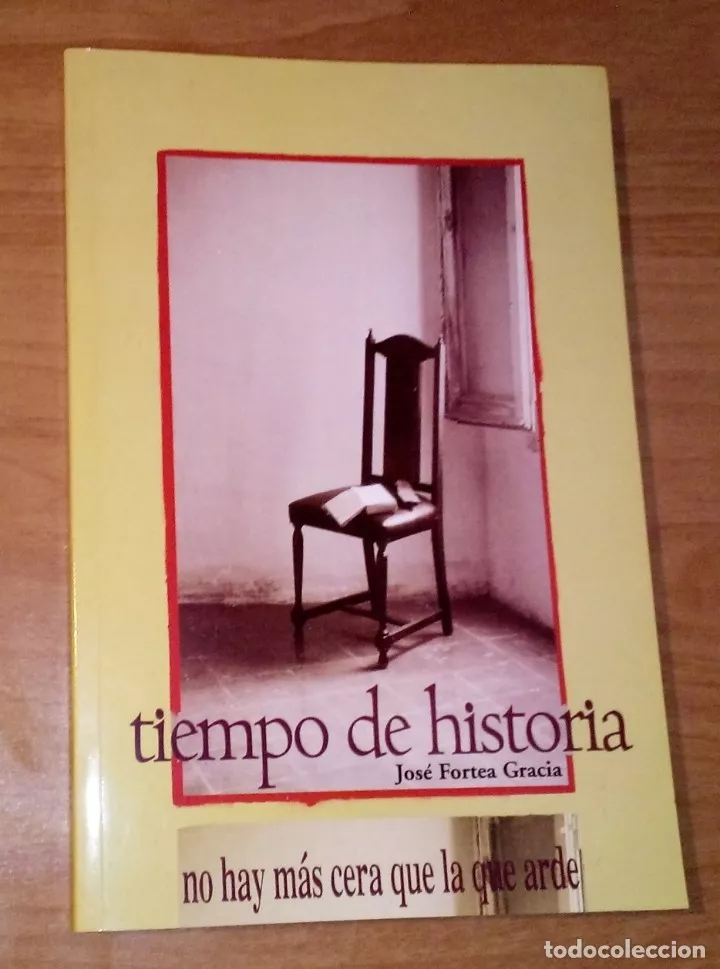 tiempo de historia
José Fortea Gracia
no hay más cera que la que arde
todocoleccion